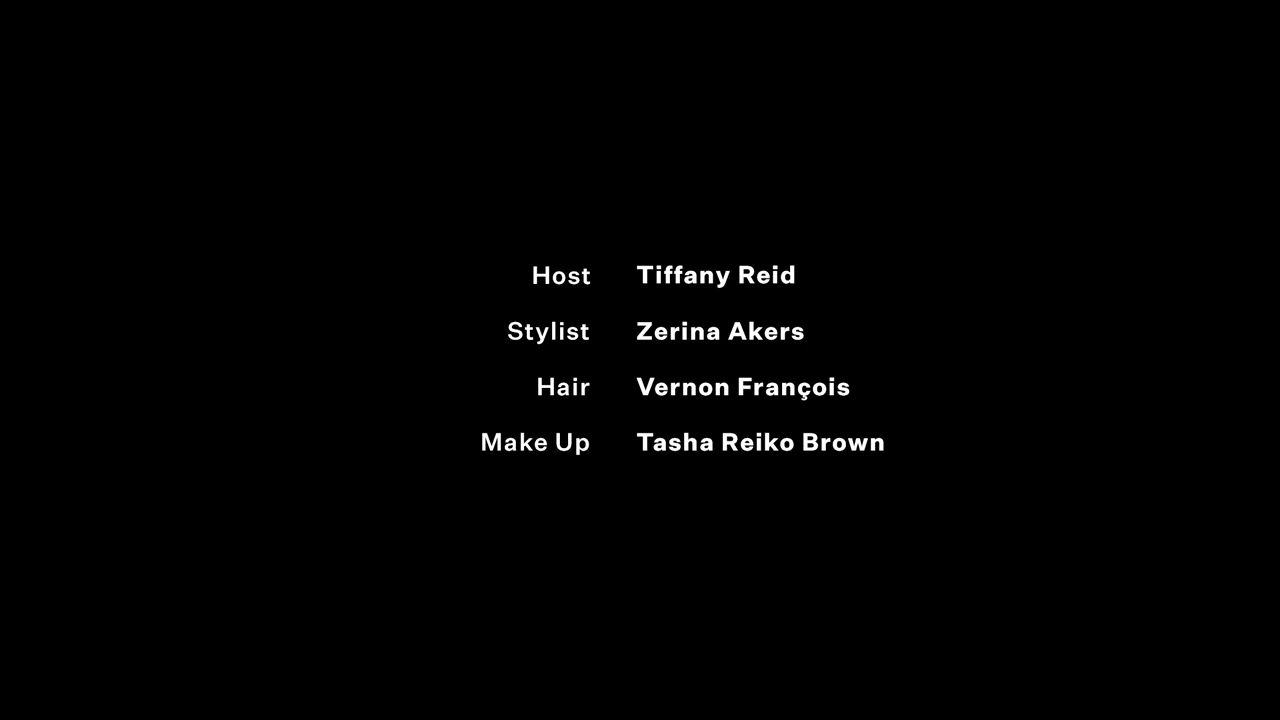 Host Tiffany Reid
Stylist Zerina Akers
Hair Vernon François
Make Up Tasha Reiko Brown